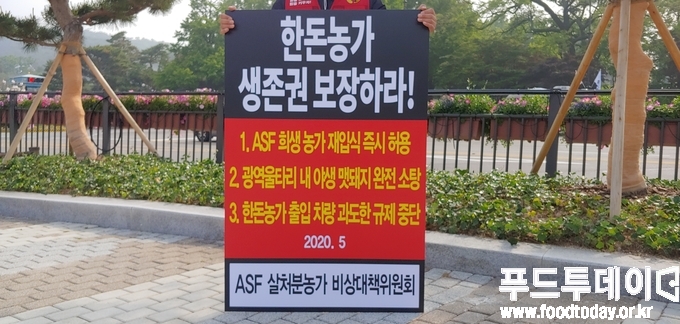 한돈농가
생존권 보장하라!
1. ASF 희생 농가 재입식 즉시 허용
2. 광역울타리 내 야생 멧돼지 완전 소탕
3. 한돈농가 출입 차량 과도한 규제 중단
2020. 5
ASF 살처분농가 비상대책위원회
푸드투데이
www.foodtoday.or.kr